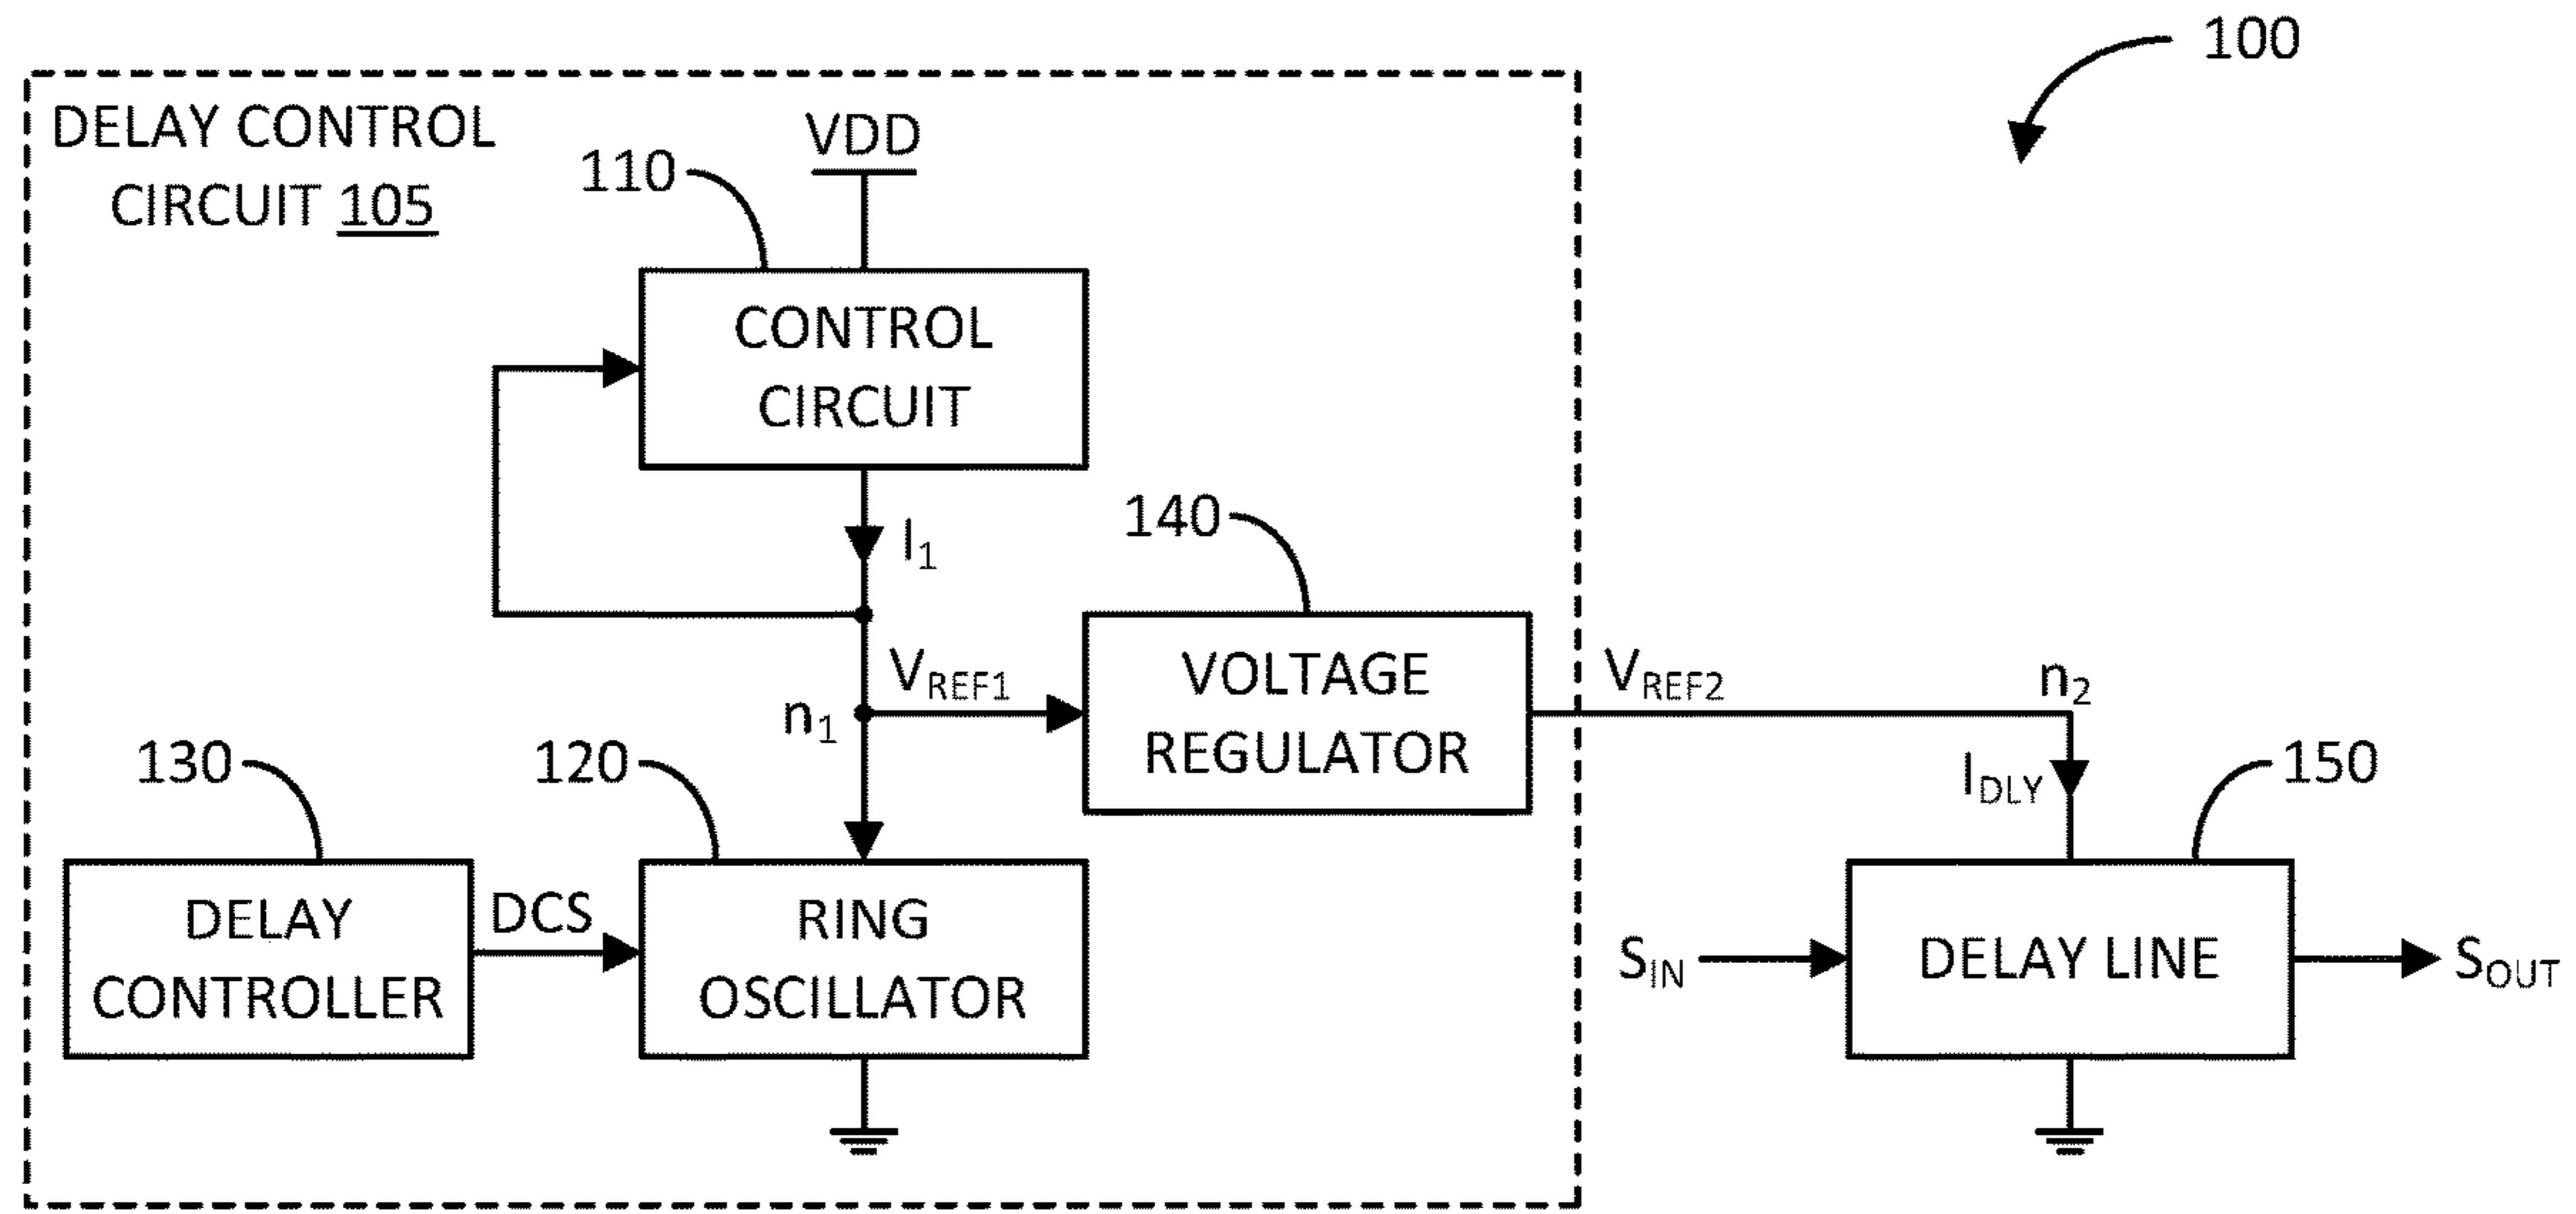 100
DELAY CONTROL
CIRCUIT 105
VDD
110
CONTROL
CIRCUIT
I1
140
VREF1
n1
VOLTAGE
REGULATOR
VREF2
n2
130
120
IDLY
150
DELAY
CONTROLLER
DCS
RING
OSCILLATOR
SIN
DELAY LINE
SOUT